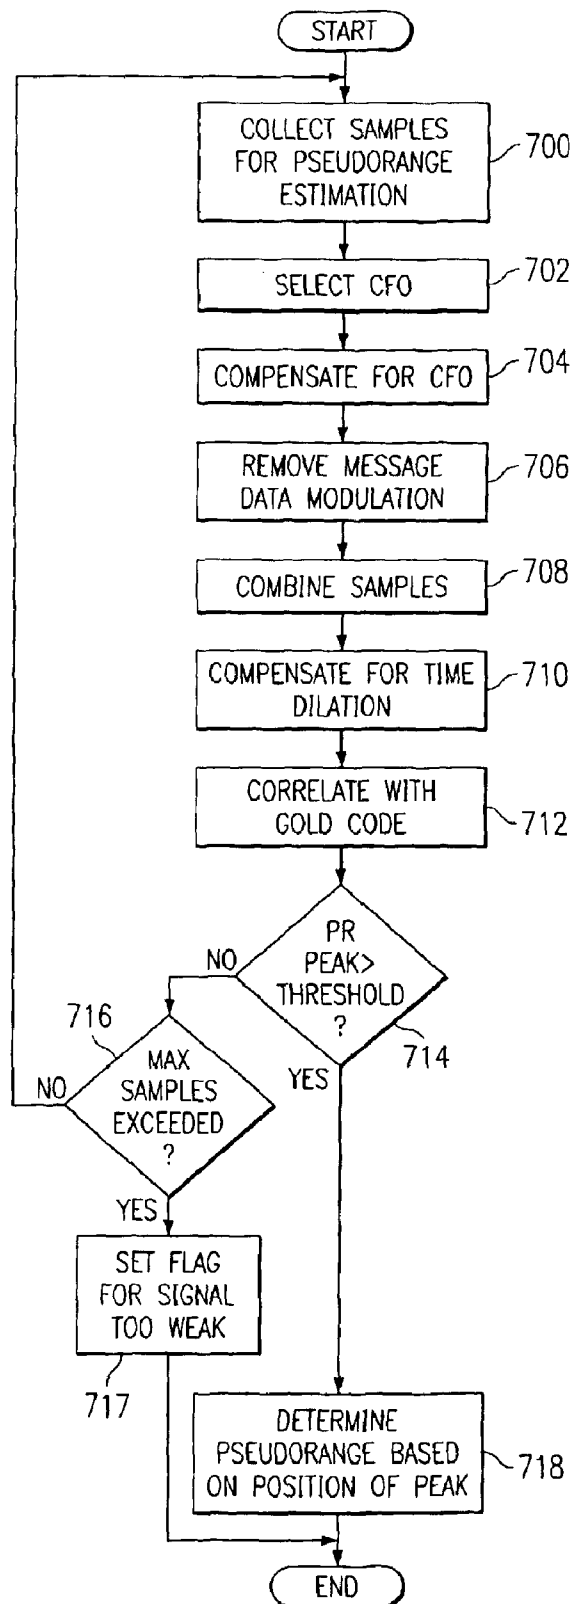 START
COLLECT SAMPLES
FOR PSEUDORANGE
ESTIMATION
700
SELECT CFO
702
COMPENSATE FOR CFO
704
REMOVE MESSAGE
DATA MODULATION
706
COMBINE SAMPLES
708
COMPENSATE FOR TIME
DILATION
710
CORRELATE WITH
GOLD CODE
712
PR
PEAK>
THRESHOLD
?
714
NO
YES
716
MAX
SAMPLES
EXCEEDED
?
NO
YES
SET FLAG
FOR SIGNAL
TOO WEAK
717
DETERMINE
PSEUDORANGE BASED
ON POSITION OF PEAK
718
END